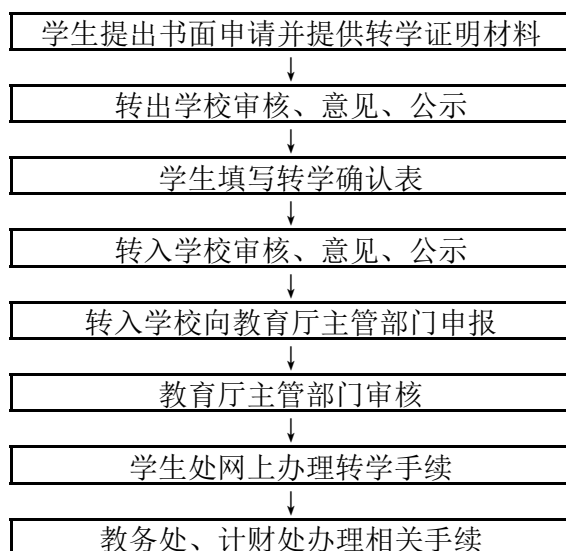 学生提出书面申请并提供转学证明材料
转出学校审核、意见、公示
学生填写转学确认表
转入学校审核、意见、公示
转入学校向教育厅主管部门申报
教育厅主管部门审核
学生处网上办理转学手续
教务处、计财处办理相关手续